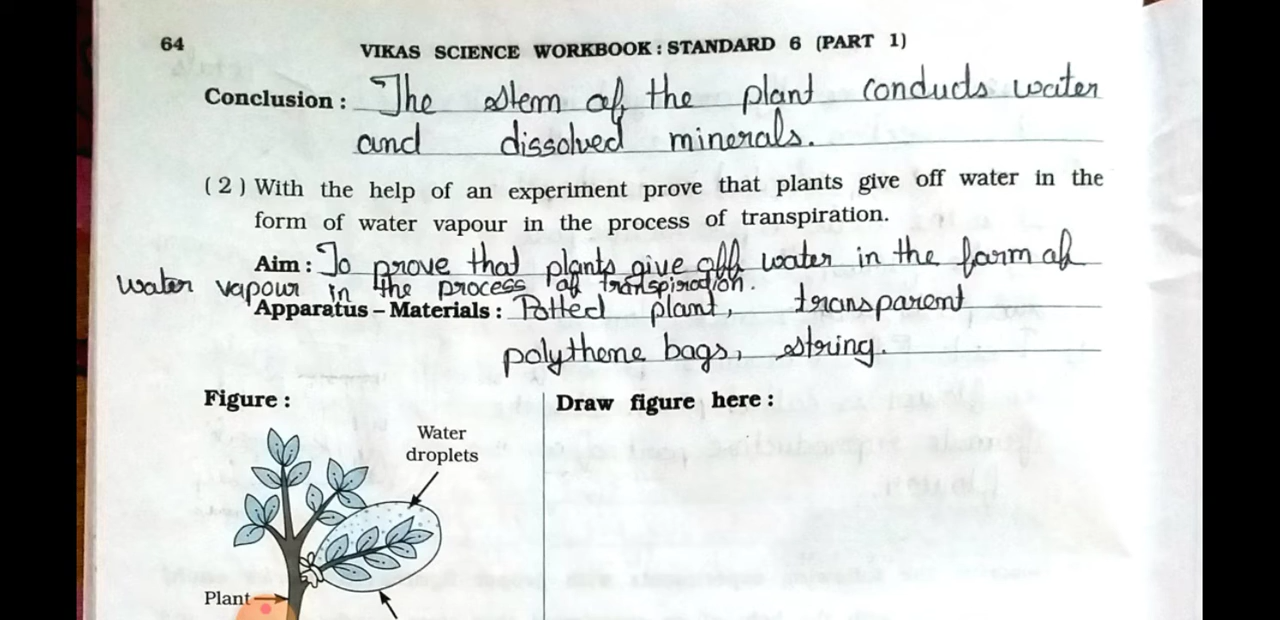 64
VIKAS SCIENCE WORKBOOK : STANDARD 6 (PART 1)
Conclusion : The stem of the plant conducts water
and dissolved minerals.
( 2 ) With the help of an experiment prove that plants give off water in the
form of water vapour in the process of transpiration.
Aim : To prove that plants give off water in the form of
water vapour in the process of transpiration.
Apparatus – Materials : Potted plant, transparent
polythene bags, string.
Figure :
Draw figure here :
Water
droplets
Plant